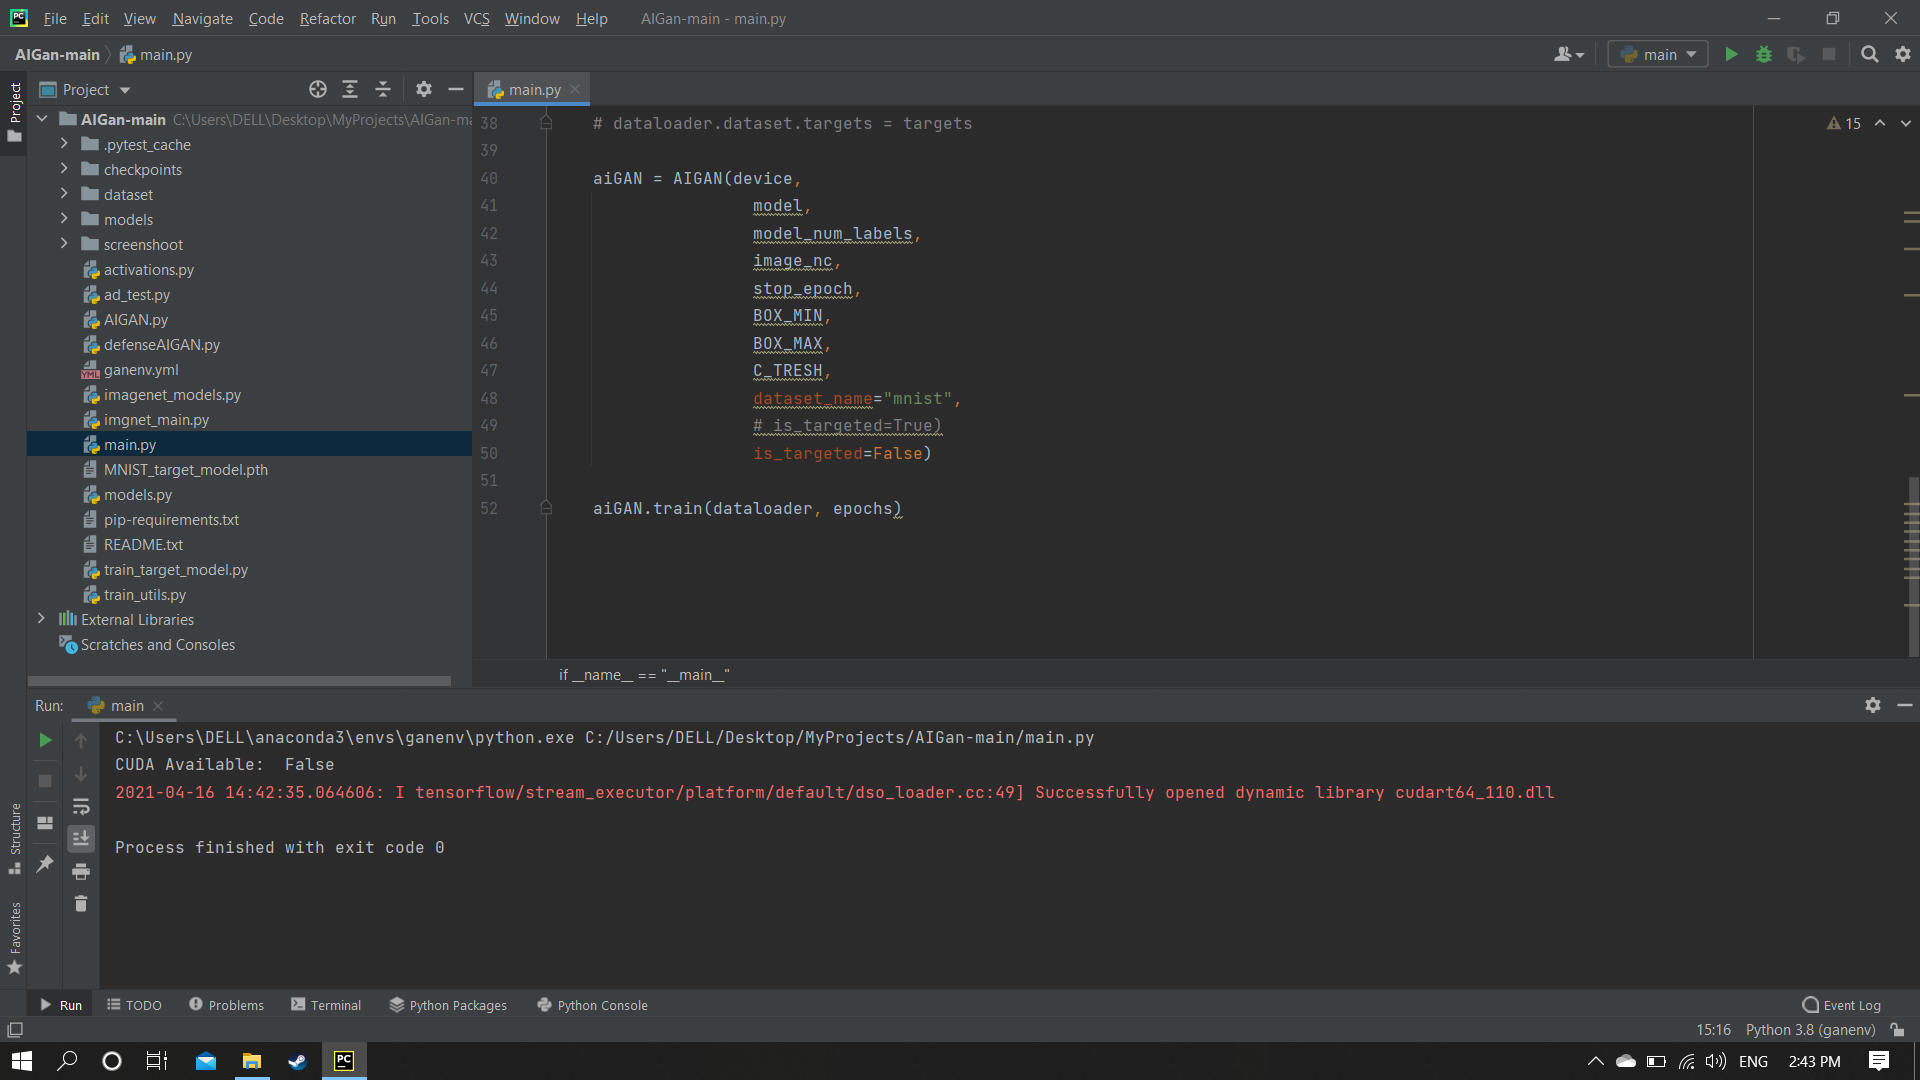 File Edit View Navigate Code Refactor Run Tools VCS Window Help AIGan-main - main.py
AIGan-main main.py main
Project
Project
main.py
AIGan-main C:\Users\DELL\Desktop\MyProjects\AIGan-ma
.pytest_cache
checkpoints
dataset
models
screenshoot
activations.py
ad_test.py
AIGAN.py
defenseAIGAN.py
ganenv.yml
imagenet_models.py
imgnet_main.py
main.py
MNIST_target_model.pth
models.py
pip-requirements.txt
README.txt
train_target_model.py
train_utils.py
External Libraries
Scratches and Consoles
15
38 # dataloader.dataset.targets = targets
39
40 aiGAN = AIGAN(device,
41 model,
42 model_num_labels,
43 image_nc,
44 stop_epoch,
45 BOX_MIN,
46 BOX_MAX,
47 C_TRESH,
48 dataset_name="mnist",
49 # is_targeted=True)
50 is_targeted=False)
51
52 aiGAN.train(dataloader, epochs)
if __name__ == "__main__"
Run: main
C:\Users\DELL\anaconda3\envs\ganenv\python.exe C:/Users/DELL/Desktop/MyProjects/AIGan-main/main.py
CUDA Available:  False
2021-04-16 14:42:35.064606: I tensorflow/stream_executor/platform/default/dso_loader.cc:49] Successfully opened dynamic library cudart64_110.dll
Process finished with exit code 0
Structure
Favorites
Run TODO Problems Terminal Python Packages Python Console Event Log
15:16 Python 3.8 (ganenv)
ENG 2:43 PM